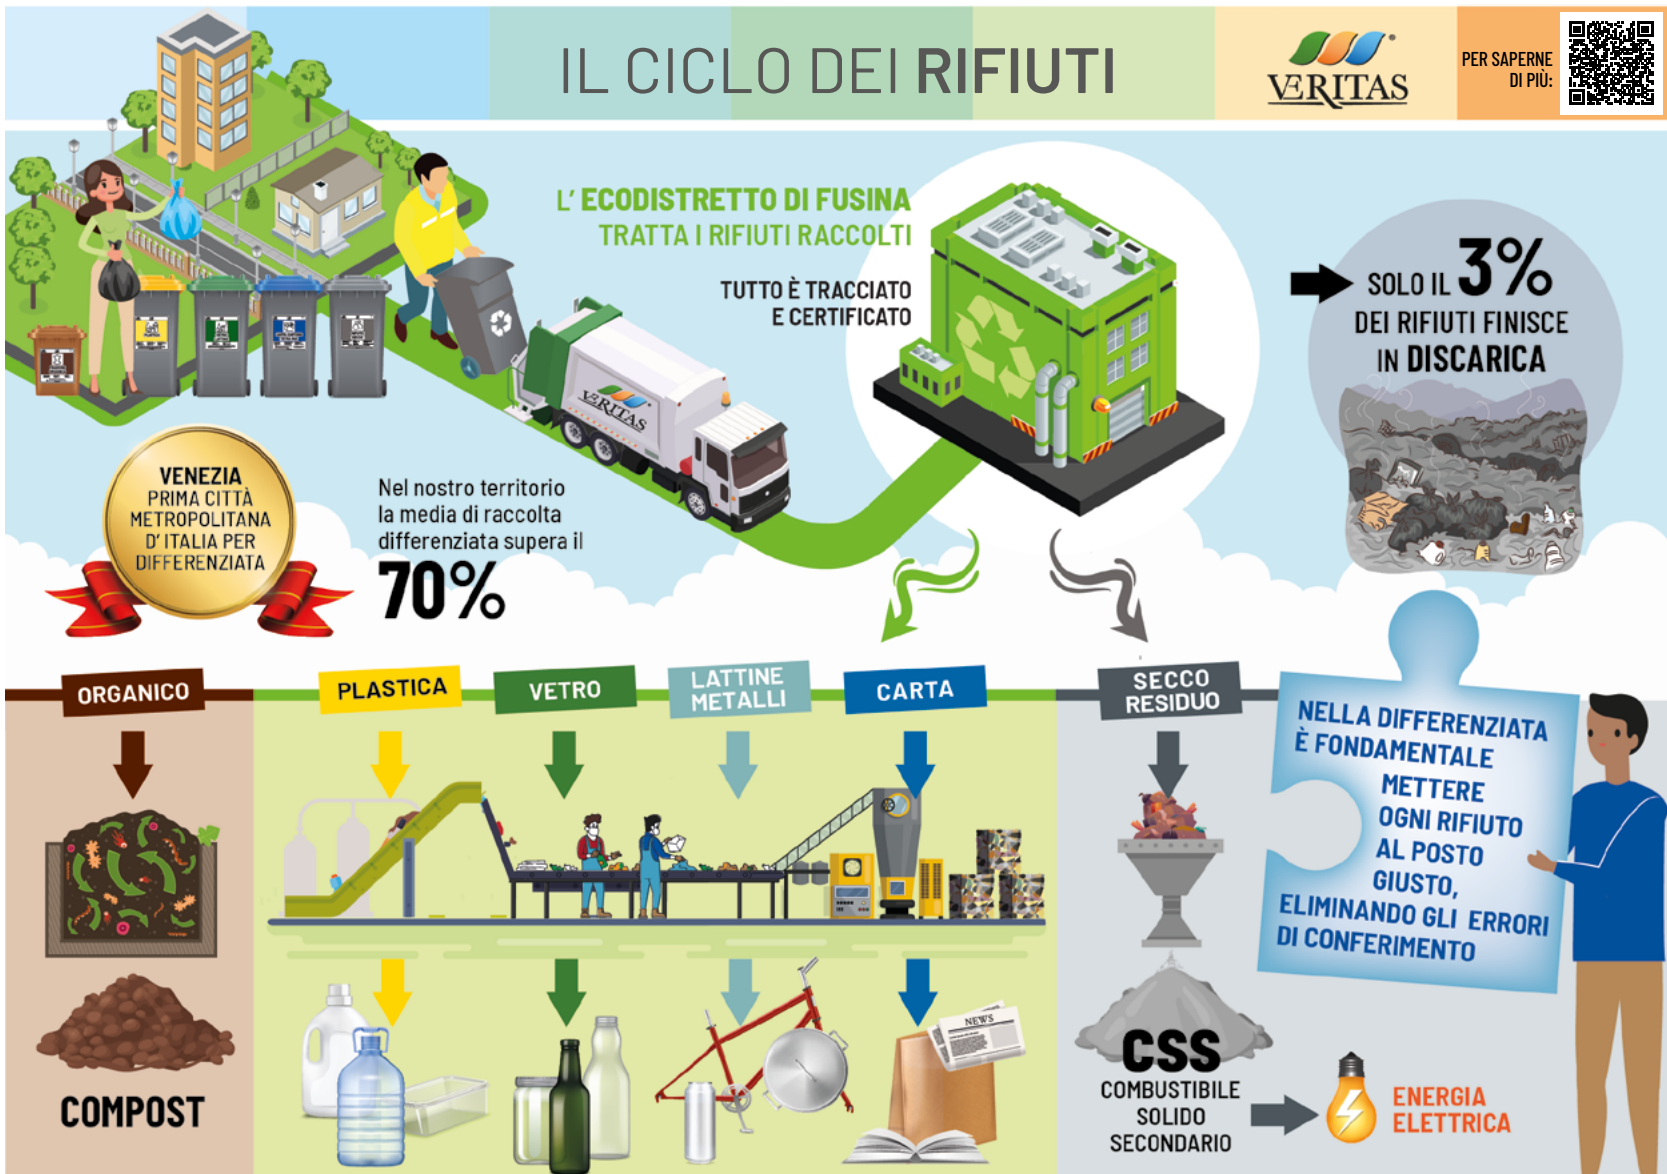 IL CICLO DEI RIFIUTI
VERITAS
PER SAPERNE
DI PIÙ:
L' ECODISTRETTO DI FUSINA
TRATTA I RIFIUTI RACCOLTI
TUTTO È TRACCIATO
E CERTIFICATO
SOLO IL 3%
DEI RIFIUTI FINISCE
IN DISCARICA
VERITAS
VENEZIA
PRIMA CITTÀ
METROPOLITANA
D' ITALIA PER
DIFFERENZIATA
Nel nostro territorio
la media di raccolta
differenziata supera il
70%
ORGANICO
PLASTICA
VETRO
LATTINE
METALLI
CARTA
SECCO
RESIDUO
NELLA DIFFERENZIATA
È FONDAMENTALE
METTERE
OGNI RIFIUTO
AL POSTO
GIUSTO,
ELIMINANDO GLI ERRORI
DI CONFERIMENTO
COMPOST
NEWS
CSS
COMBUSTIBILE
SOLIDO
SECONDARIO
ENERGIA
ELETTRICA